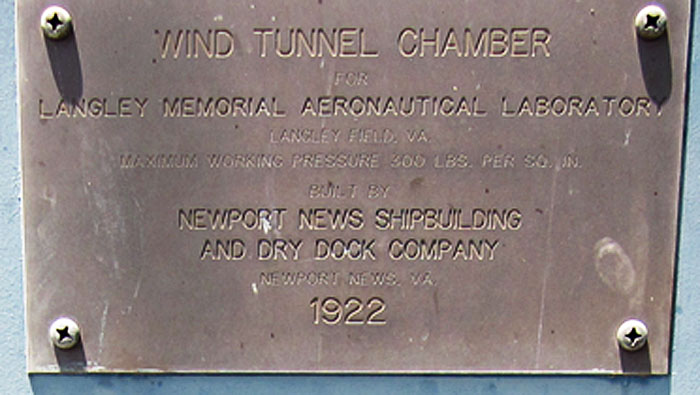 WIND TUNNEL CHAMBER
FOR
LANGLEY MEMORIAL AERONAUTICAL LABORATORY
LANGLEY FIELD, VA.
MAXIMUM WORKING PRESSURE 300 LBS. PER SQ. IN.
BUILT BY
NEWPORT NEWS SHIPBUILDING
AND DRY DOCK COMPANY
NEWPORT NEWS, VA.
1922